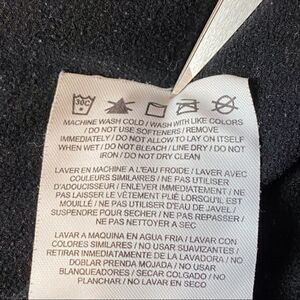 30C
MACHINE WASH COLD / WASH WITH LIKE COLORS
/ DO NOT USE SOFTENERS / REMOVE
IMMEDIATELY / DO NOT ALLOW TO LAY ON ITSELF
WHEN WET / DO NOT BLEACH / LINE DRY / DO NOT
IRON / DO NOT DRY CLEAN
LAVER EN MACHINE A L'EAU FROIDE / LAVER AVEC
COULEURS SIMILAIRES / NE PAS UTILISER
D'ADOUCISSEUR / ENLEVER IMMEDIATEMENT / NE
PAS LAISSER LE VÊTEMENT PLIÉ LORSQU'IL EST
MOUILLÉ / NE PAS UTILISER D'EAU DE JAVEL /
SUSPENDRE POUR SECHER / NE PAS REPASSER /
NE PAS NETTOYER A SEC
LAVAR A MAQUINA EN AGUA FRIA / LAVAR CON
COLORES SIMILARES / NO USAR SUAVIZANTES /
RETIRAR INMEDIATAMENTE DE LA LAVADORA / NO
DOBLAR PRENDA MOJADA / NO USAR
BLANQUEADORES / SECAR COLGADO / NO
PLANCHAR / NO LAVAR EN SECO